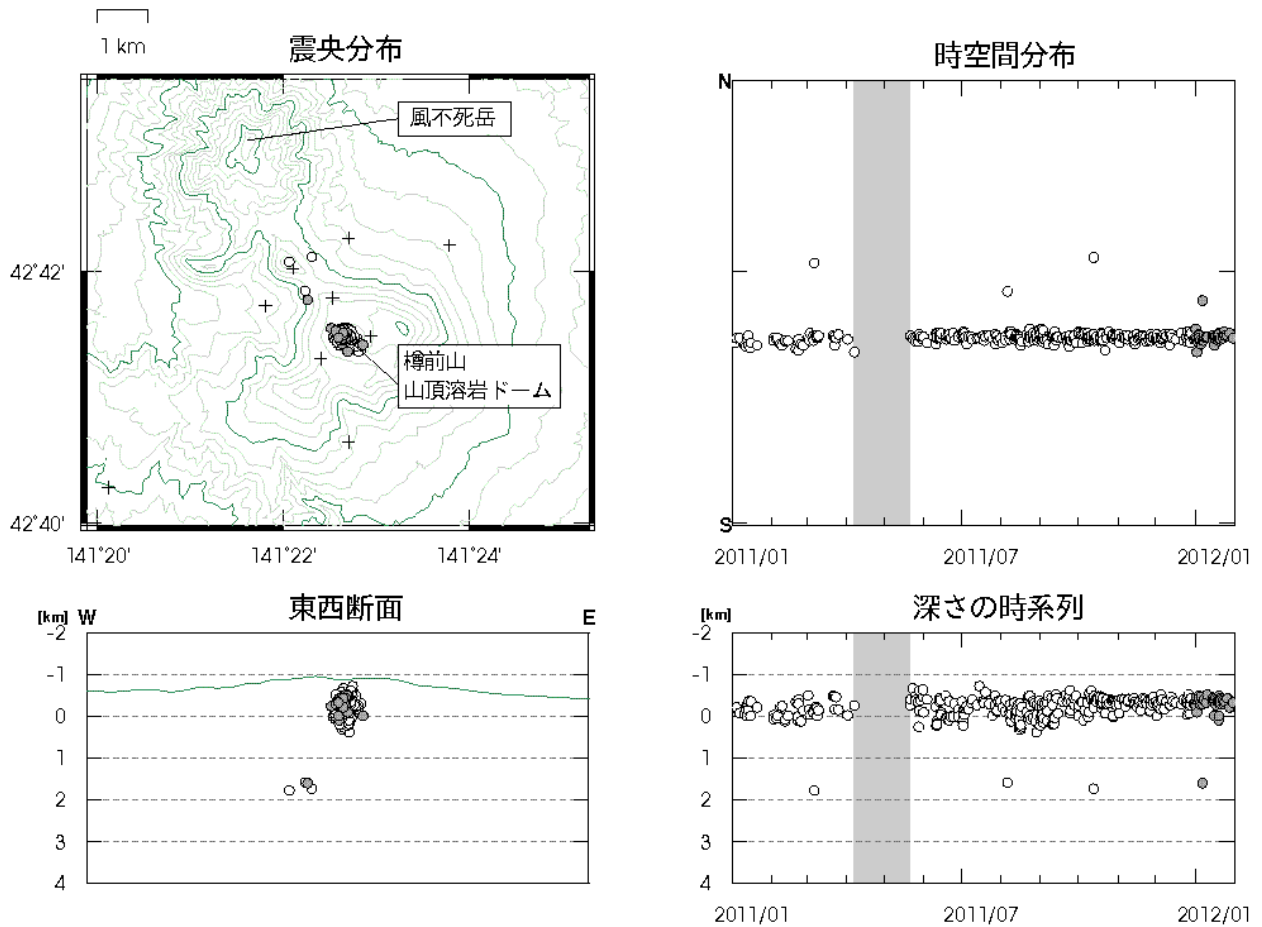 1 km
震央分布
風不死岳
樽前山
山頂溶岩ドーム
42˚42'
42˚40'
141˚20'
141˚22'
141˚24'
時空間分布
N
S
2011/01
2011/07
2012/01
東西断面
[km]
W
E
-2
-1
0
1
2
3
4
深さの時系列
[km]
-2
-1
0
1
2
3
4
2011/01
2011/07
2012/01